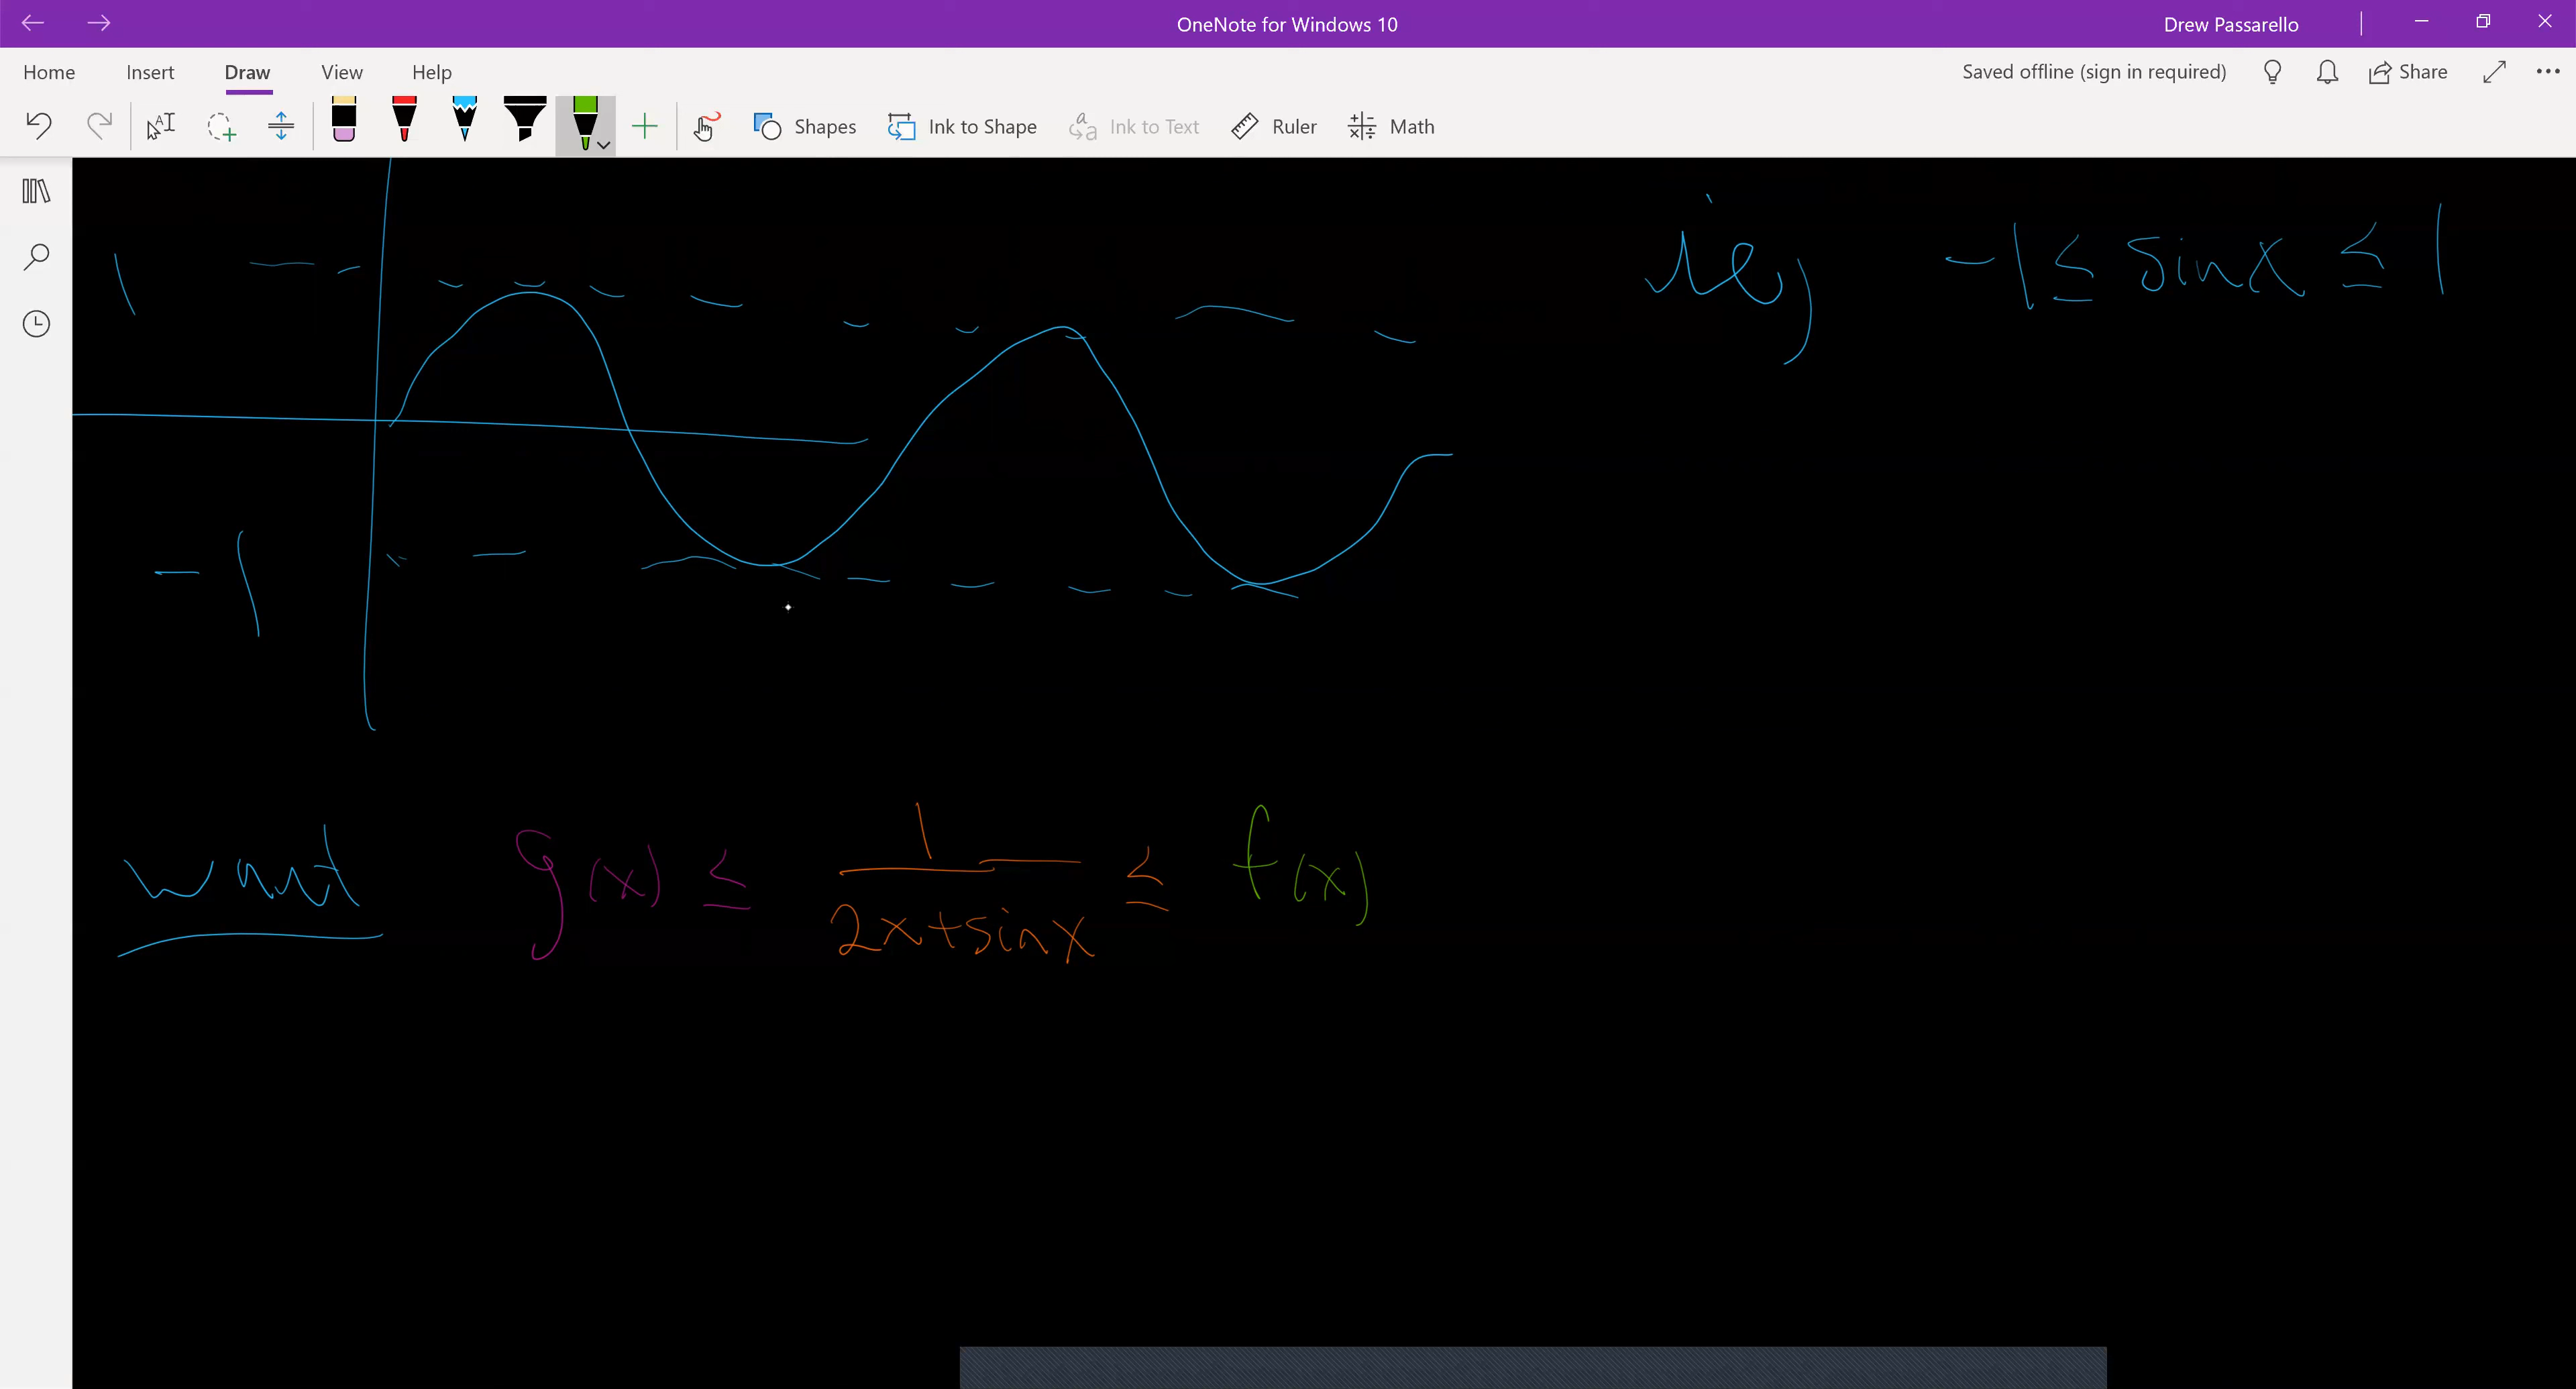 OneNote for Windows 10
Drew Passarello
Home Insert Draw View Help
Saved offline (sign in required) Share
Shapes Ink to Shape Ink to Text Ruler Math
1
ie, -1 ≤ sinx ≤ 1
-1
want g(x) ≤ 1/(2x+sinx) ≤ f(x)